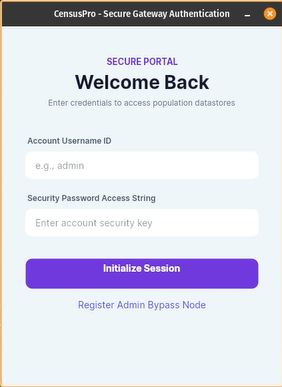 CensusPro - Secure Gateway Authentication
SECURE PORTAL
Welcome Back
Enter credentials to access population datastores
Account Username ID
e.g., admin
Security Password Access String
Enter account security key
Initialize Session
Register Admin Bypass Node